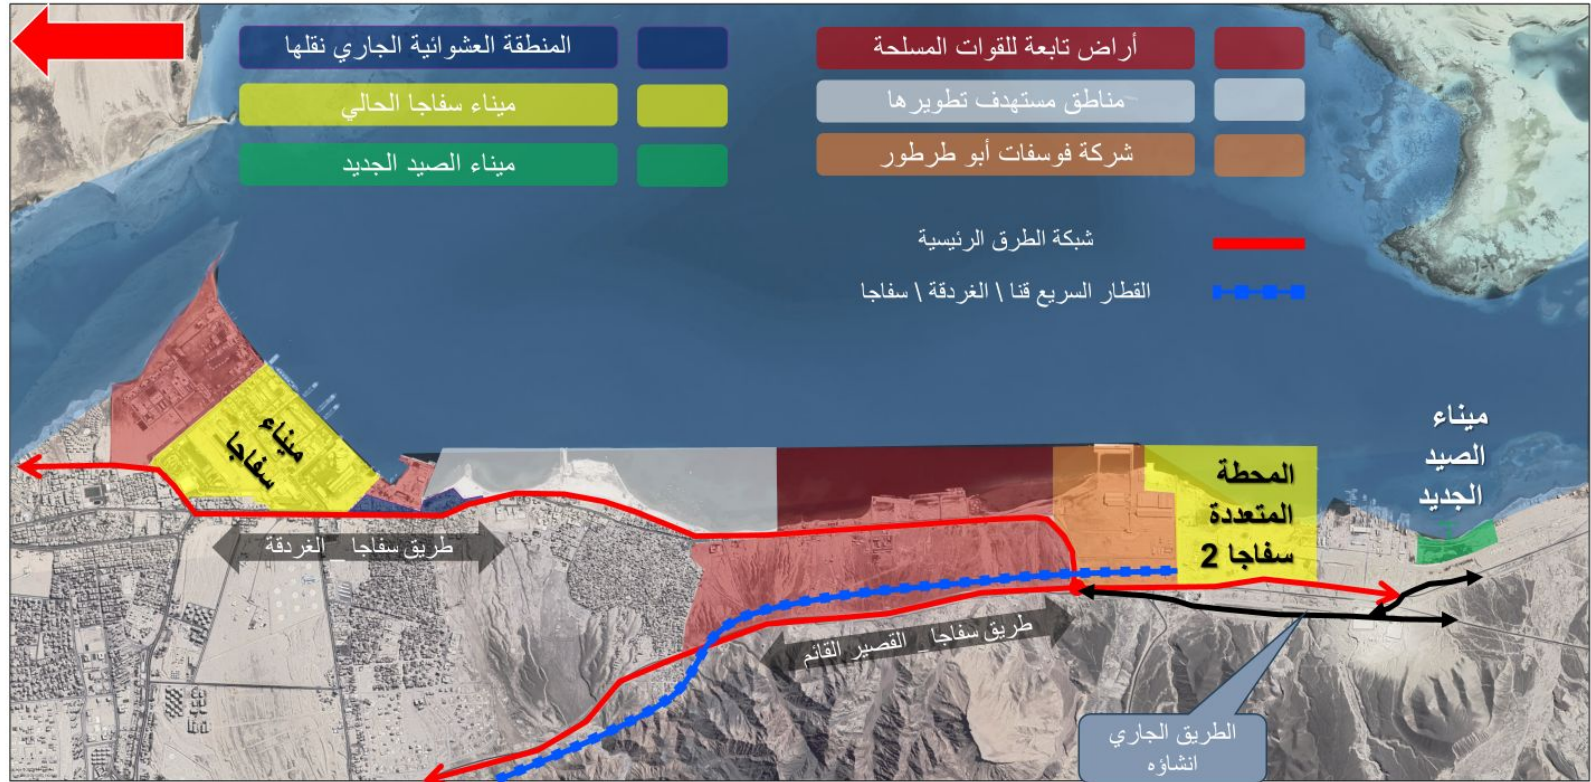 أراض تابعة للقوات المسلحة
مناطق مستهدف تطويرها
شركة فوسفات أبو طرطور
المنطقة العشوائية الجاري نقلها
ميناء سفاجا الحالي
ميناء الصيد الجديد
شبكة الطرق الرئيسية
القطار السريع قنا \ الغردقة \ سفاجا
ميناء
الصيد
الجديد
المحطة
المتعددة
سفاجا 2
ميناء
سفاجا
طريق سفاجا _ الغردقة
طريق سفاجا _ القصير القائم
الطريق الجاري
انشاؤه